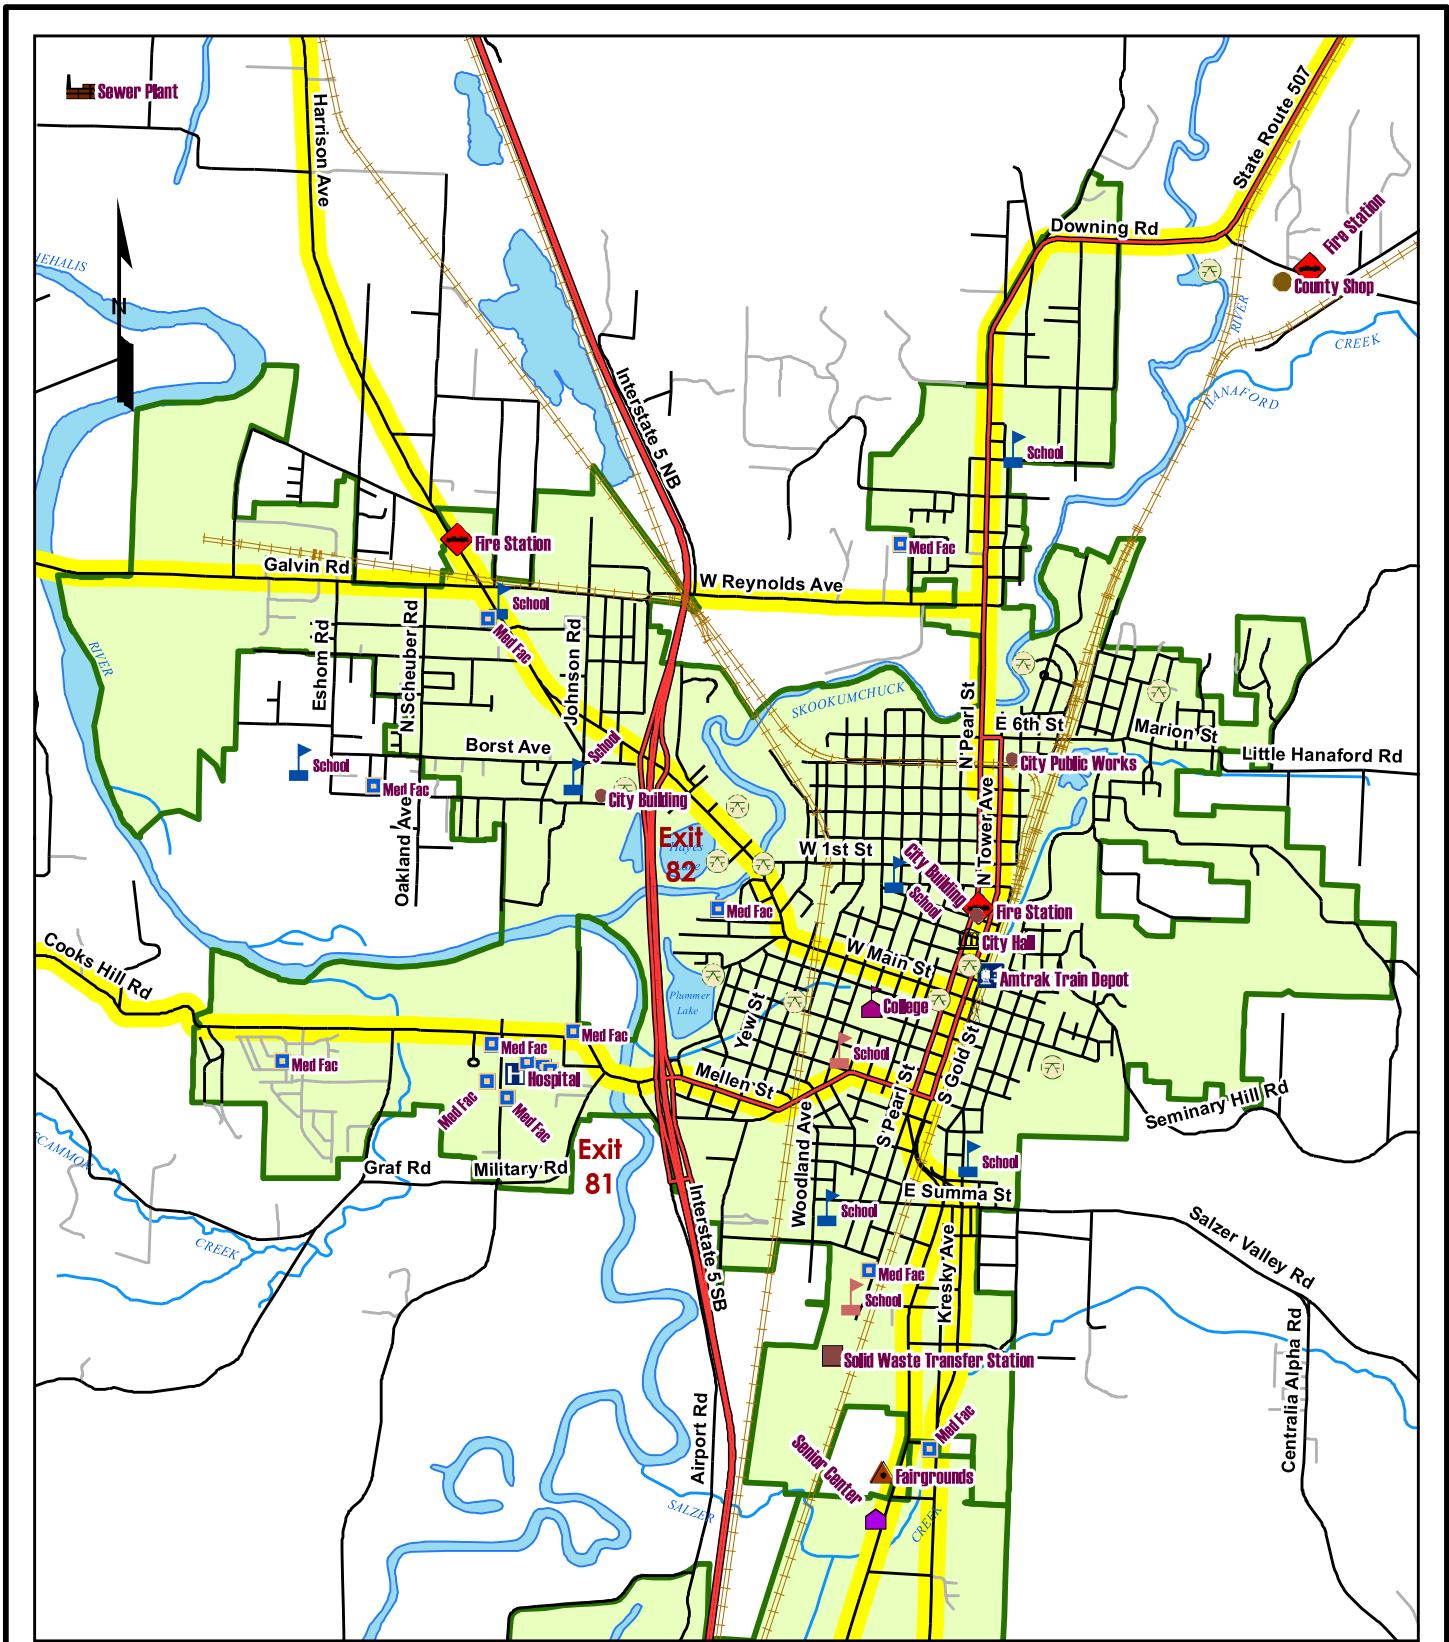 Sewer Plant
Harrison Ave
State Route 507
Downing Rd
Fire Station
County Shop
N
RIVER
CREEK
HANAFORD
Interstate 5 NB
School
Fire Station
Med Fac
Galvin Rd
W Reynolds Ave
School
Med Fac
Eshom Rd
N Scheuber Rd
Johnson Rd
RIVER
SKOOKUMCHUCK
N Pearl St
E 6th St
Marion St
Little Hanaford Rd
Borst Ave
School
School
Med Fac
City Public Works
City Building
Oakland Ave
Exit
82
Hayes
W 1st St
N Tower Ave
City Building
School
Med Fac
Fire Station
City Hall
W Main St
Amtrak Train Depot
Cooks Hill Rd
Plummer
Lake
Yew St
College
Med Fac
Med Fac
Med Fac
Hospital
School
Mellen St
S Gold St
S Pearl St
Med Fac
Med Fac
Seminary Hill Rd
Woodland Ave
SCAMMON
Exit
81
Graf Rd
Military Rd
School
E Summa St
School
Interstate 5 SB
Salzer Valley Rd
CREEK
Kresky Ave
Med Fac
School
Centralia Alpha Rd
Solid Waste Transfer Station
Airport Rd
Med Fac
Senior Center
Fairgrounds
SALZER
CREEK